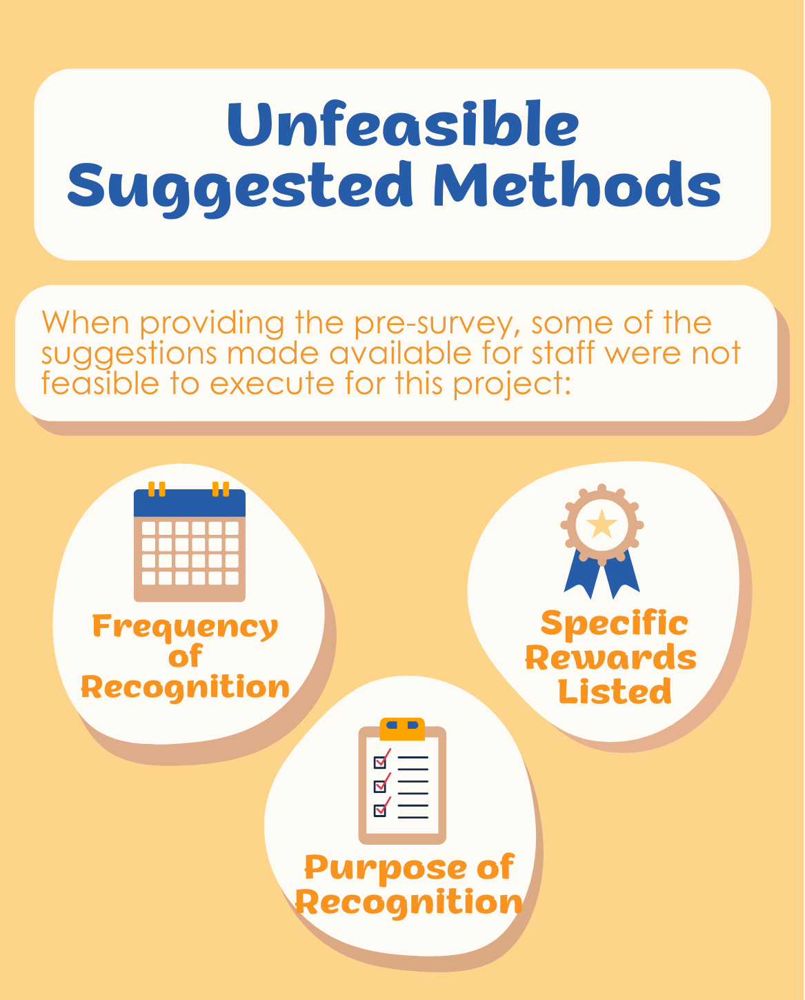 Unfeasible
Suggested Methods
When providing the pre-survey, some of the
suggestions made available for staff were not
feasible to execute for this project:
Frequency
of
Recognition
Specific
Rewards
Listed
Purpose of
Recognition